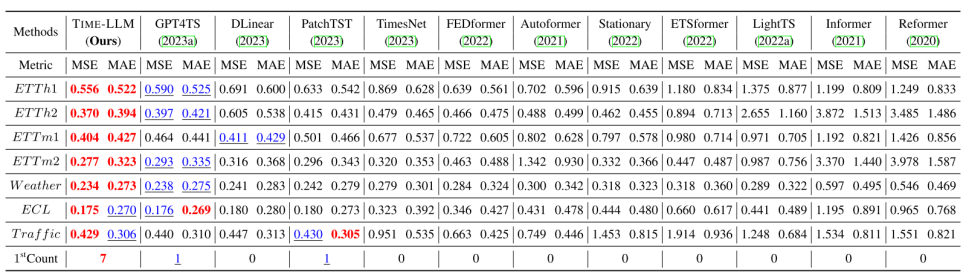 Methods TIME-LLM (Ours) GPT4TS (2023a) DLinear (2023) PatchTST (2023) TimesNet (2023) FEDformer (2022) Autoformer (2021) Stationary (2022) ETSformer (2022) LightTS (2022a) Informer (2021) Reformer (2020)
Metric MSE MAE MSE MAE MSE MAE MSE MAE MSE MAE MSE MAE MSE MAE MSE MAE MSE MAE MSE MAE MSE MAE MSE MAE
ETTh1 0.556 0.522 0.590 0.525 0.691 0.600 0.633 0.542 0.869 0.628 0.639 0.561 0.702 0.596 0.915 0.639 1.180 0.834 1.375 0.877 1.199 0.809 1.249 0.833
ETTh2 0.370 0.394 0.397 0.421 0.605 0.538 0.415 0.431 0.479 0.465 0.466 0.475 0.488 0.499 0.462 0.455 0.894 0.713 2.655 1.160 3.872 1.513 3.485 1.486
ETTm1 0.404 0.427 0.464 0.441 0.411 0.429 0.501 0.466 0.677 0.537 0.722 0.605 0.802 0.628 0.797 0.578 0.980 0.714 0.971 0.705 1.192 0.821 1.426 0.856
ETTm2 0.277 0.323 0.293 0.335 0.316 0.368 0.296 0.343 0.320 0.353 0.463 0.488 1.342 0.930 0.332 0.366 0.447 0.487 0.987 0.756 3.370 1.440 3.978 1.587
Weather 0.234 0.273 0.238 0.275 0.241 0.283 0.242 0.279 0.279 0.301 0.284 0.324 0.300 0.342 0.318 0.323 0.318 0.360 0.289 0.322 0.597 0.495 0.546 0.469
ECL 0.175 0.270 0.176 0.269 0.180 0.280 0.180 0.273 0.323 0.392 0.346 0.427 0.431 0.478 0.444 0.480 0.660 0.617 0.441 0.489 1.195 0.891 0.965 0.768
Traffic 0.429 0.306 0.440 0.310 0.447 0.313 0.430 0.305 0.951 0.535 0.663 0.425 0.749 0.446 1.453 0.815 1.914 0.936 1.248 0.684 1.534 0.811 1.551 0.821
1stCount 7 1 0 1 0 0 0 0 0 0 0 0